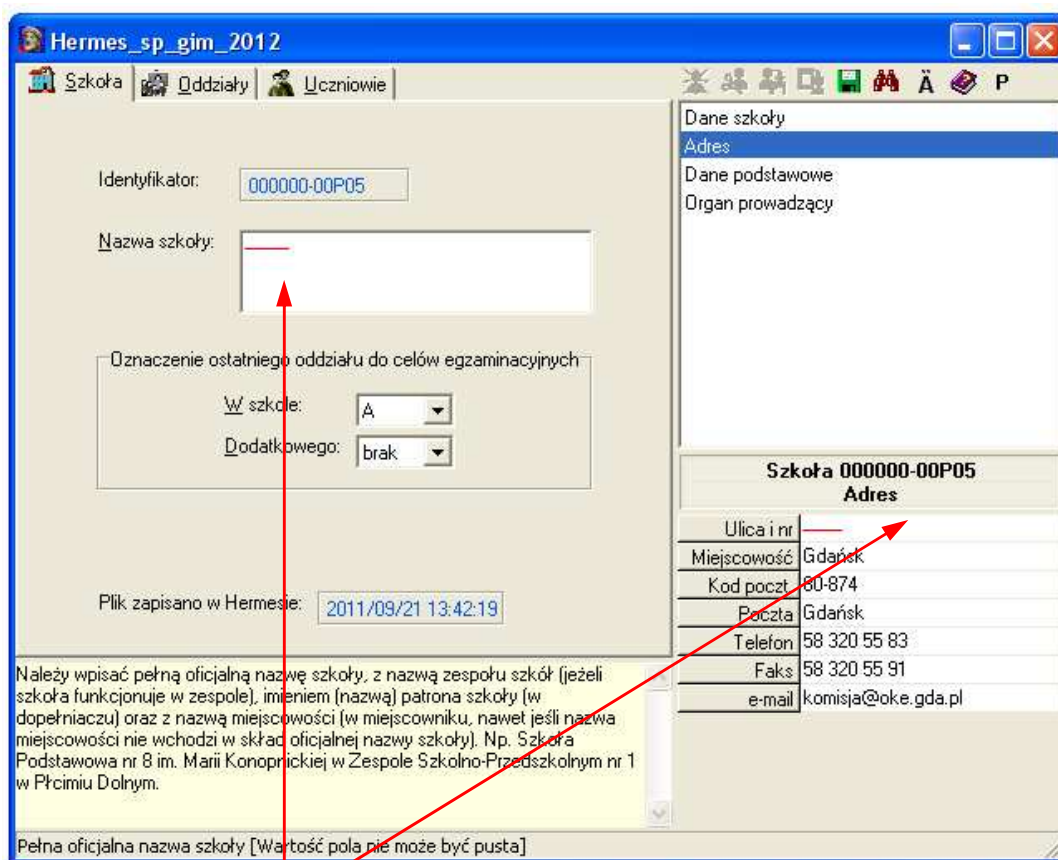 Hermes_sp_gim_2012
Szkoła Oddziały Uczniowie
Ä P
Identyfikator: 000000-00P05
Nazwa szkoły:
Oznaczenie ostatniego oddziału do celów egzaminacyjnych
W szkole: A
Dodatkowego: brak
Plik zapisano w Hermesie: 2011/09/21 13:42:19
Należy wpisać pełną oficjalną nazwę szkoły, z nazwą zespołu szkół (jeżeli
szkoła funkcjonuje w zespole), imieniem (nazwą) patrona szkoły (w
dopełniaczu) oraz z nazwą miejscowości (w miejscowniku, nawet jeśli nazwa
miejscowości nie wchodzi w skład oficjalnej nazwy szkoły). Np. Szkoła
Podstawowa nr 8 im. Marii Konopnickiej w Zespole Szkolno-Przedszkolnym nr 1
w Płcimiu Dolnym.
Pełna oficjalna nazwa szkoły [Wartość pola nie może być pusta]
Dane szkoły
Adres
Dane podstawowe
Organ prowadzący
Szkoła 000000-00P05
Adres
Ulica i nr
Miejscowość Gdańsk
Kod poczt. 80-874
Poczta Gdańsk
Telefon 58 320 55 83
Faks 58 320 55 91
e-mail komisja@oke.gda.pl